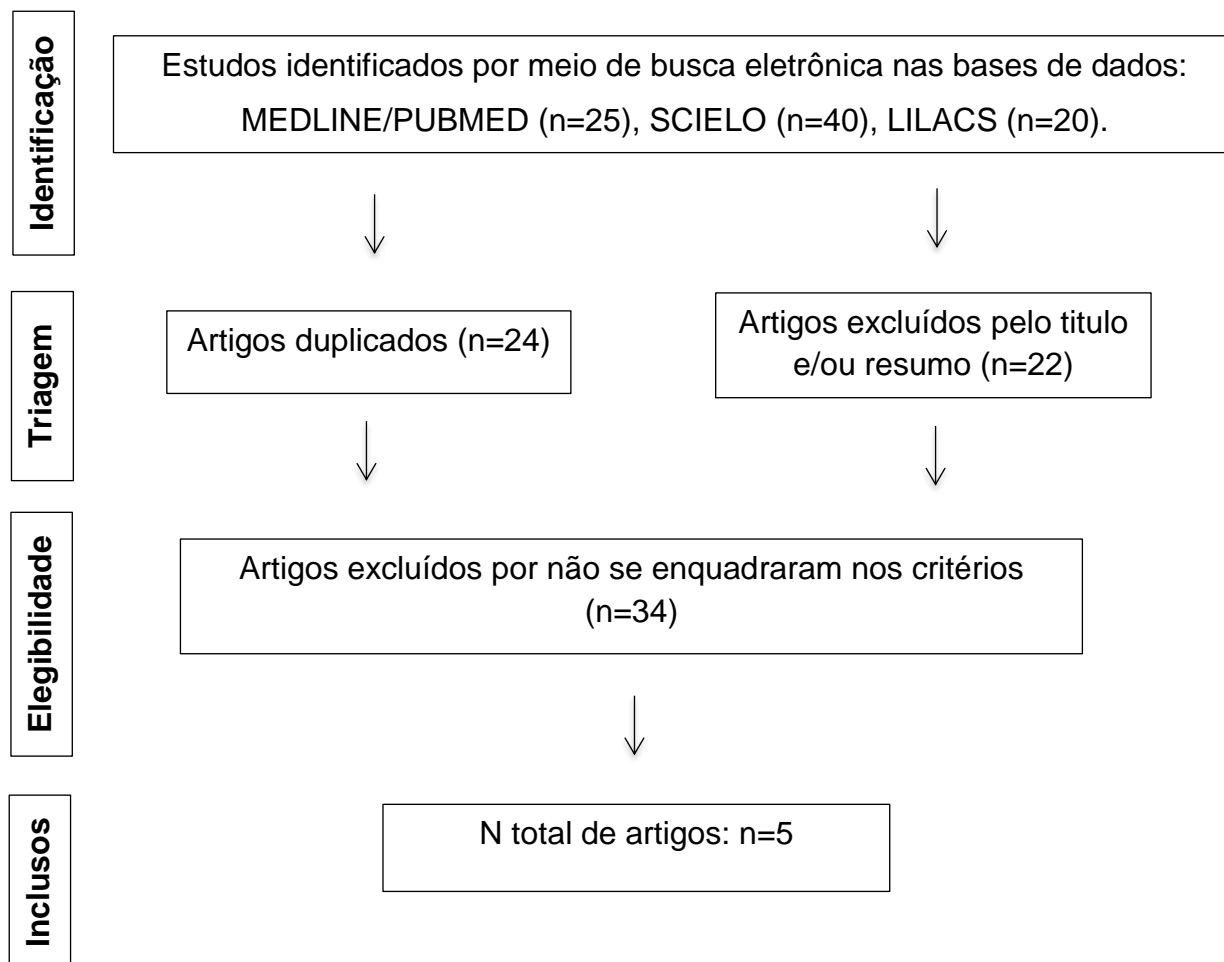 Identificação
Estudos identificados por meio de busca eletrônica nas bases de dados:
MEDLINE/PUBMED (n=25), SCIELO (n=40), LILACS (n=20).
Triagem
Artigos duplicados (n=24)
Artigos excluídos pelo titulo
e/ou resumo (n=22)
Elegibilidade
Artigos excluídos por não se enquadraram nos critérios
(n=34)
Inclusos
N total de artigos: n=5